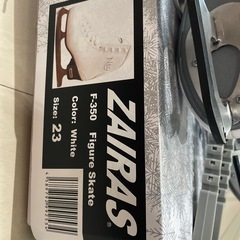 ZAIRAS
F-350 Figure Skate
Color: White
Size: 23